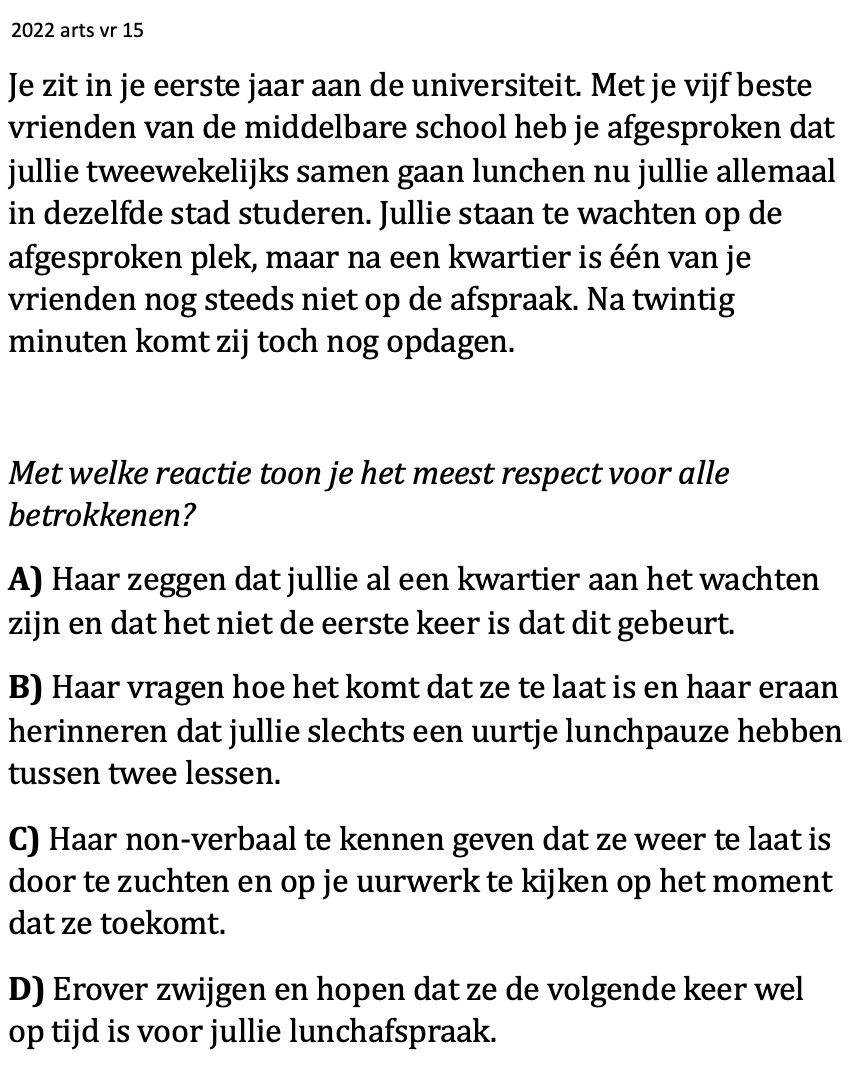 2022 arts vr 15
Je zit in je eerste jaar aan de universiteit. Met je vijf beste
vrienden van de middelbare school heb je afgesproken dat
jullie tweewekelijks samen gaan lunchen nu jullie allemaal
in dezelfde stad studeren. Jullie staan te wachten op de
afgesproken plek, maar na een kwartier is één van je
vrienden nog steeds niet op de afspraak. Na twintig
minuten komt zij toch nog opdagen.
Met welke reactie toon je het meest respect voor alle
betrokkenen?
A) Haar zeggen dat jullie al een kwartier aan het wachten
zijn en dat het niet de eerste keer is dat dit gebeurt.
B) Haar vragen hoe het komt dat ze te laat is en haar eraan
herinneren dat jullie slechts een uurtje lunchpauze hebben
tussen twee lessen.
C) Haar non-verbaal te kennen geven dat ze weer te laat is
door te zuchten en op je uurwerk te kijken op het moment
dat ze toekomt.
D) Erover zwijgen en hopen dat ze de volgende keer wel
op tijd is voor jullie lunchafspraak.